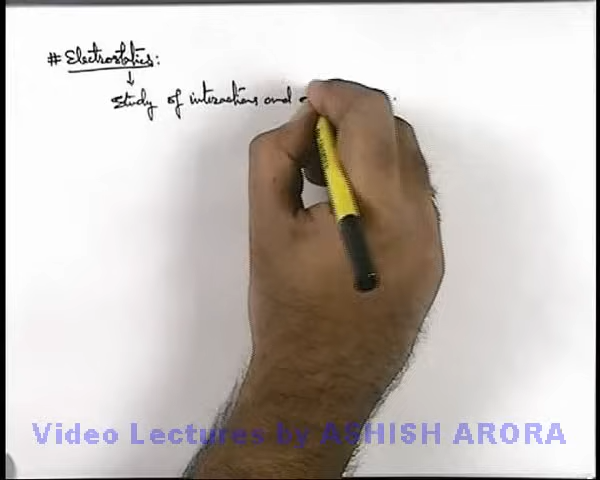 # Electrostatics:
↓
Study of interactions and
Video Lectures by ASHISH ARORA